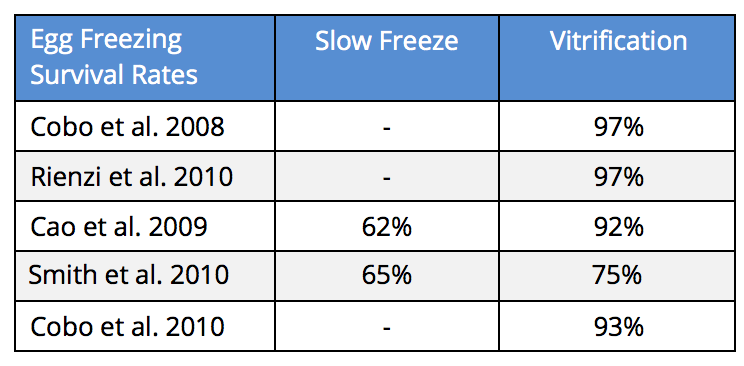 Egg Freezing Survival Rates Slow Freeze Vitrification
Cobo et al. 2008 - 97%
Rienzi et al. 2010 - 97%
Cao et al. 2009 62% 92%
Smith et al. 2010 65% 75%
Cobo et al. 2010 - 93%